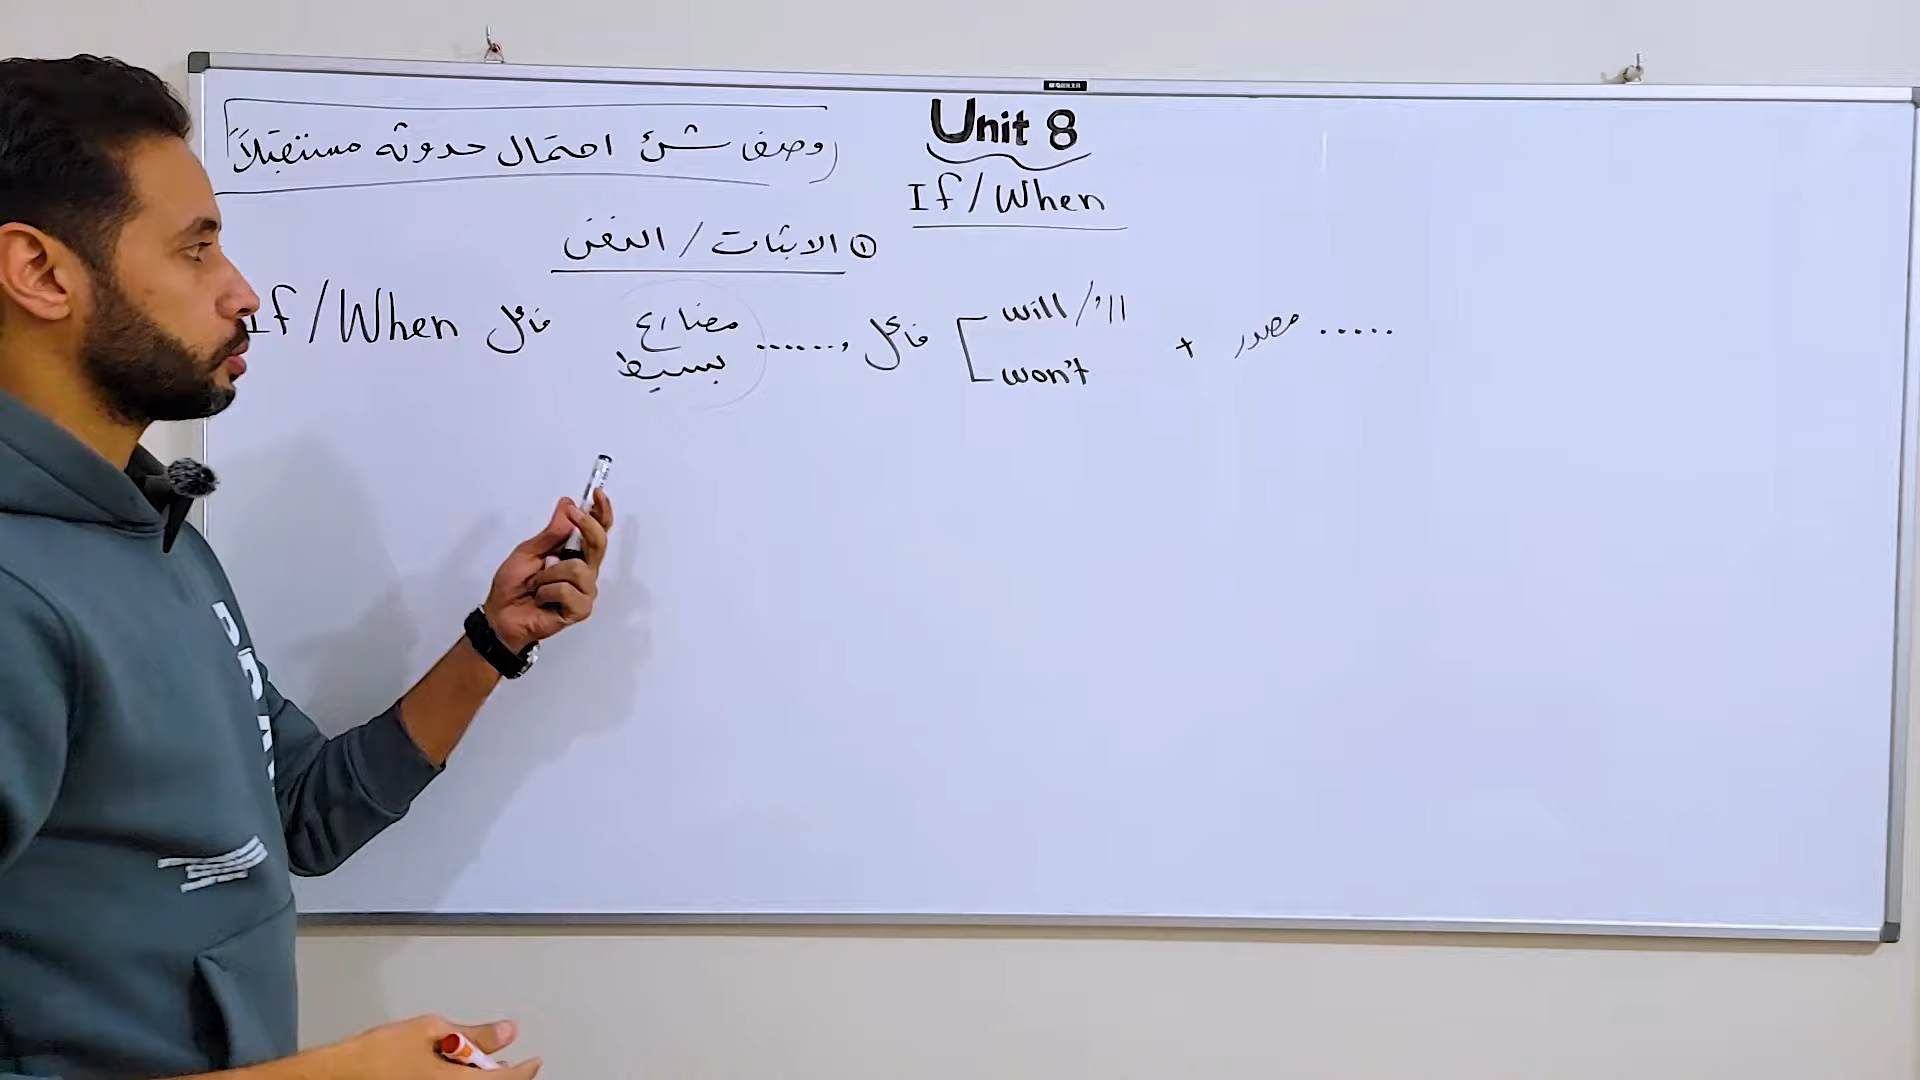 Unit 8
If / When
وصف شئ احتمال حدوثه مستقبلاً
① الاثبات / النفى
If / When فاعل مضارع بسيط ......, فاعل will / 'll + مصدر .....
won't